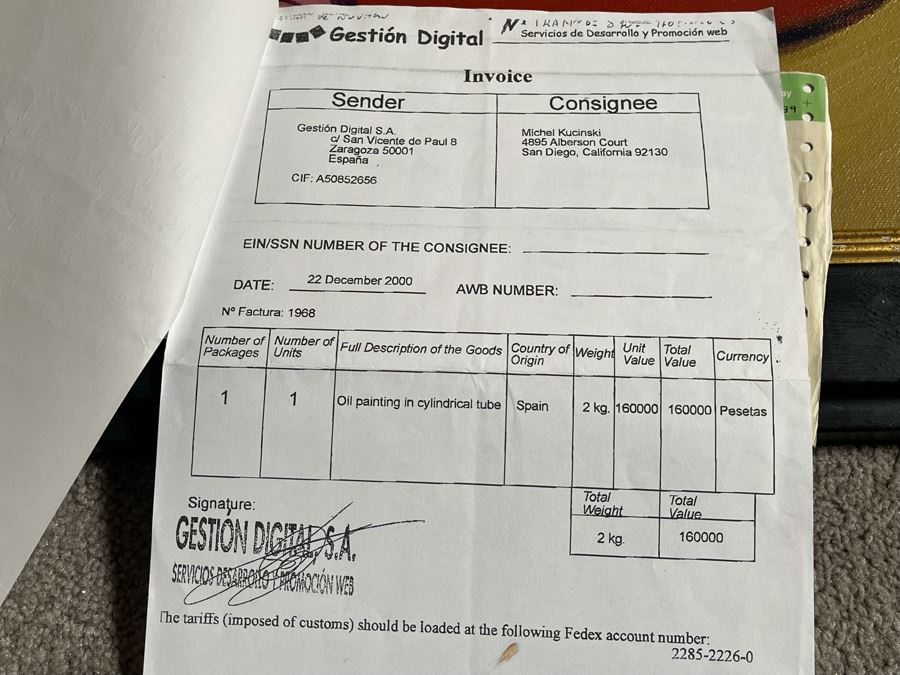 Gestión Digital
Servicios de Desarrollo y Promoción web
Invoice
Sender
Consignee
Gestión Digital S.A.
c/ San Vicente de Paul 8
Zaragoza 50001
España
CIF: A50852656
Michel Kucinski
4895 Alberson Court
San Diego, California 92130
EIN/SSN NUMBER OF THE CONSIGNEE:
DATE: 22 December 2000 AWB NUMBER:
Nº Factura: 1968
Number of Packages
Number of Units
Full Description of the Goods
Country of Origin
Weight
Unit Value
Total Value
Currency
1 1 Oil painting in cylindrical tube Spain 2 kg. 160000 160000 Pesetas
Total Weight
Total Value
2 kg. 160000
Signature:
GESTIÓN DIGITAL, S.A.
SERVICIOS DESARROLLO Y PROMOCIÓN WEB
The tariffs (imposed of customs) should be loaded at the following Fedex account number:
2285-2226-0